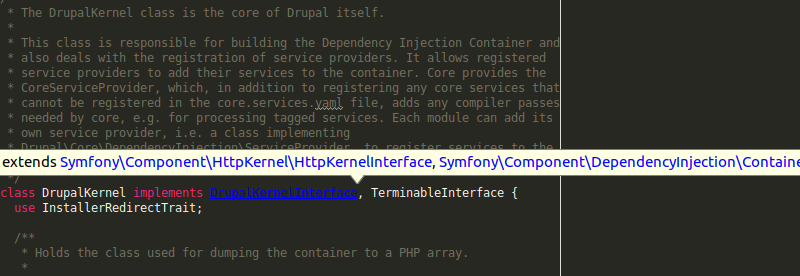 * The DrupalKernel class is the core of Drupal itself.
*
* This class is responsible for building the Dependency Injection Container and
* also deals with the registration of service providers. It allows registered
* service providers to add their services to the container. Core provides the
* CoreServiceProvider, which, in addition to registering any core services that
* cannot be registered in the core.services.yaml file, adds any compiler passes
* needed by core, e.g. for processing tagged services. Each module can add its
* own service provider, i.e. a class implementing
* Drupal\Core\DependencyInjection\ServiceProvider, to register services to the
extends Symfony\Component\HttpKernel\HttpKernelInterface, Symfony\Component\DependencyInjection\Containe
*/
class DrupalKernel implements DrupalKernelInterface, TerminableInterface {
use InstallerRedirectTrait;
/**
* Holds the class used for dumping the container to a PHP array.
*